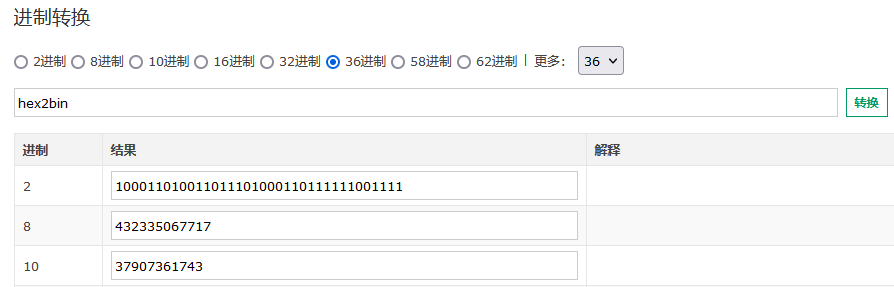 进制转换
2进制 8进制 10进制 16进制 32进制 36进制 58进制 62进制 | 更多： 36
hex2bin 转换
进制 结果 解释
2 100011010011011101000110111111001111
8 432335067717
10 37907361743